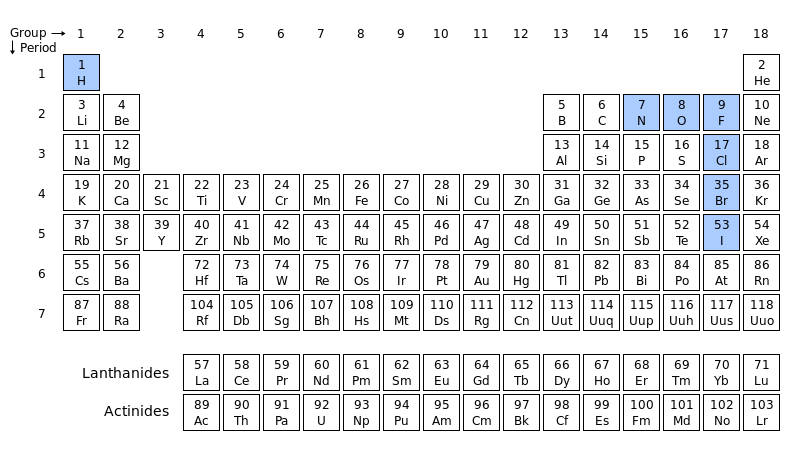 Group → 1 2 3 4 5 6 7 8 9 10 11 12 13 14 15 16 17 18
↓ Period
1 2
1 H He
3 4 5 6 7 8 9 10
2 Li Be B C N O F Ne
11 12 13 14 15 16 17 18
3 Na Mg Al Si P S Cl Ar
19 20 21 22 23 24 25 26 27 28 29 30 31 32 33 34 35 36
4 K Ca Sc Ti V Cr Mn Fe Co Ni Cu Zn Ga Ge As Se Br Kr
37 38 39 40 41 42 43 44 45 46 47 48 49 50 51 52 53 54
5 Rb Sr Y Zr Nb Mo Tc Ru Rh Pd Ag Cd In Sn Sb Te I Xe
55 56 72 73 74 75 76 77 78 79 80 81 82 83 84 85 86
6 Cs Ba Hf Ta W Re Os Ir Pt Au Hg Tl Pb Bi Po At Rn
87 88 104 105 106 107 108 109 110 111 112 113 114 115 116 117 118
7 Fr Ra Rf Db Sg Bh Hs Mt Ds Rg Cn Uut Uuq Uup Uuh Uus Uuo
57 58 59 60 61 62 63 64 65 66 67 68 69 70 71
Lanthanides La Ce Pr Nd Pm Sm Eu Gd Tb Dy Ho Er Tm Yb Lu
89 90 91 92 93 94 95 96 97 98 99 100 101 102 103
Actinides Ac Th Pa U Np Pu Am Cm Bk Cf Es Fm Md No Lr